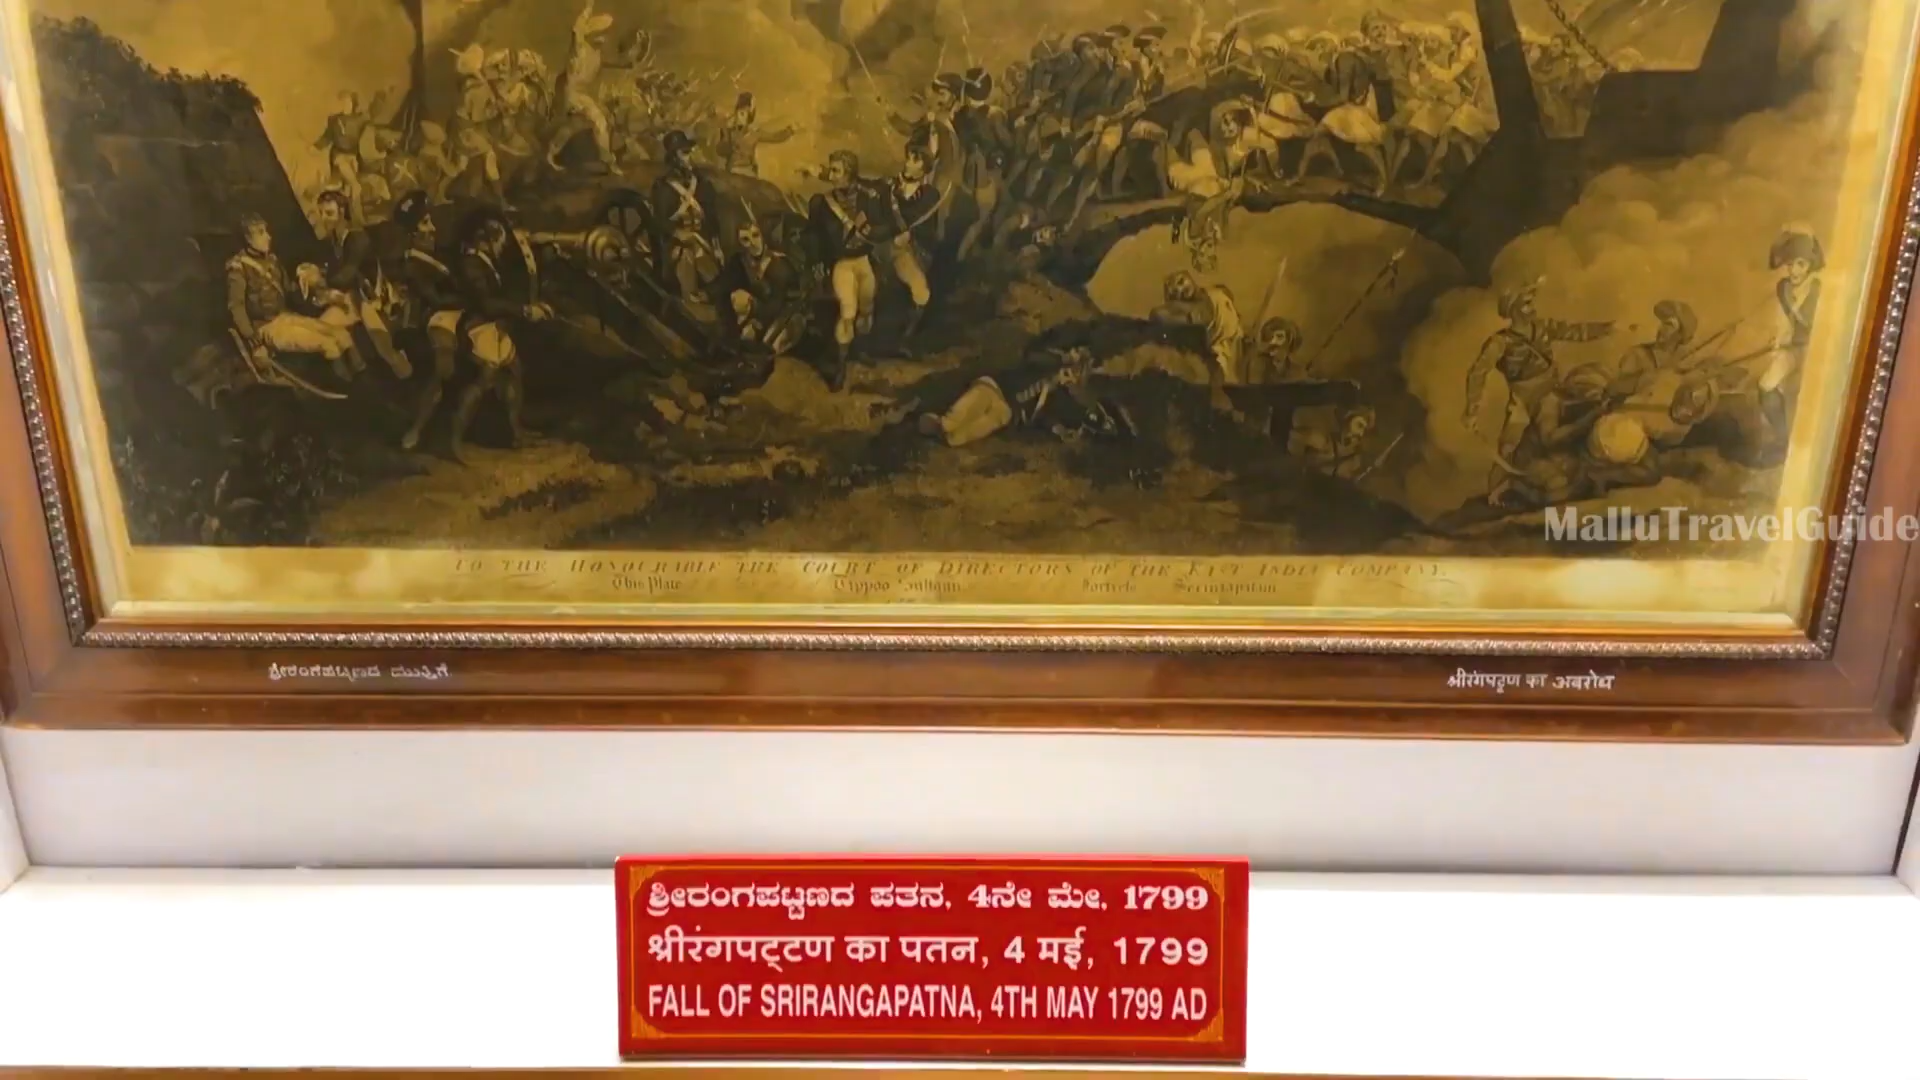 MalluTravelGuide
TO THE HONOURABLE THE COURT OF DIRECTORS OF THE EAST INDIA COMPANY.
This Plate Tippoo Sultaun Fortress Seringapatam
ಶ್ರೀರಂಗಪಟ್ಟಣದ ಮುತ್ತಿಗೆ.
श्रीरंगपट्टण का अवरोध
ಶ್ರೀರಂಗಪಟ್ಟಣದ ಪತನ, 4ನೇ ಮೇ, 1799
श्रीरंगपट्टण का पतन, 4 मई, 1799
FALL OF SRIRANGAPATNA, 4TH MAY 1799 AD